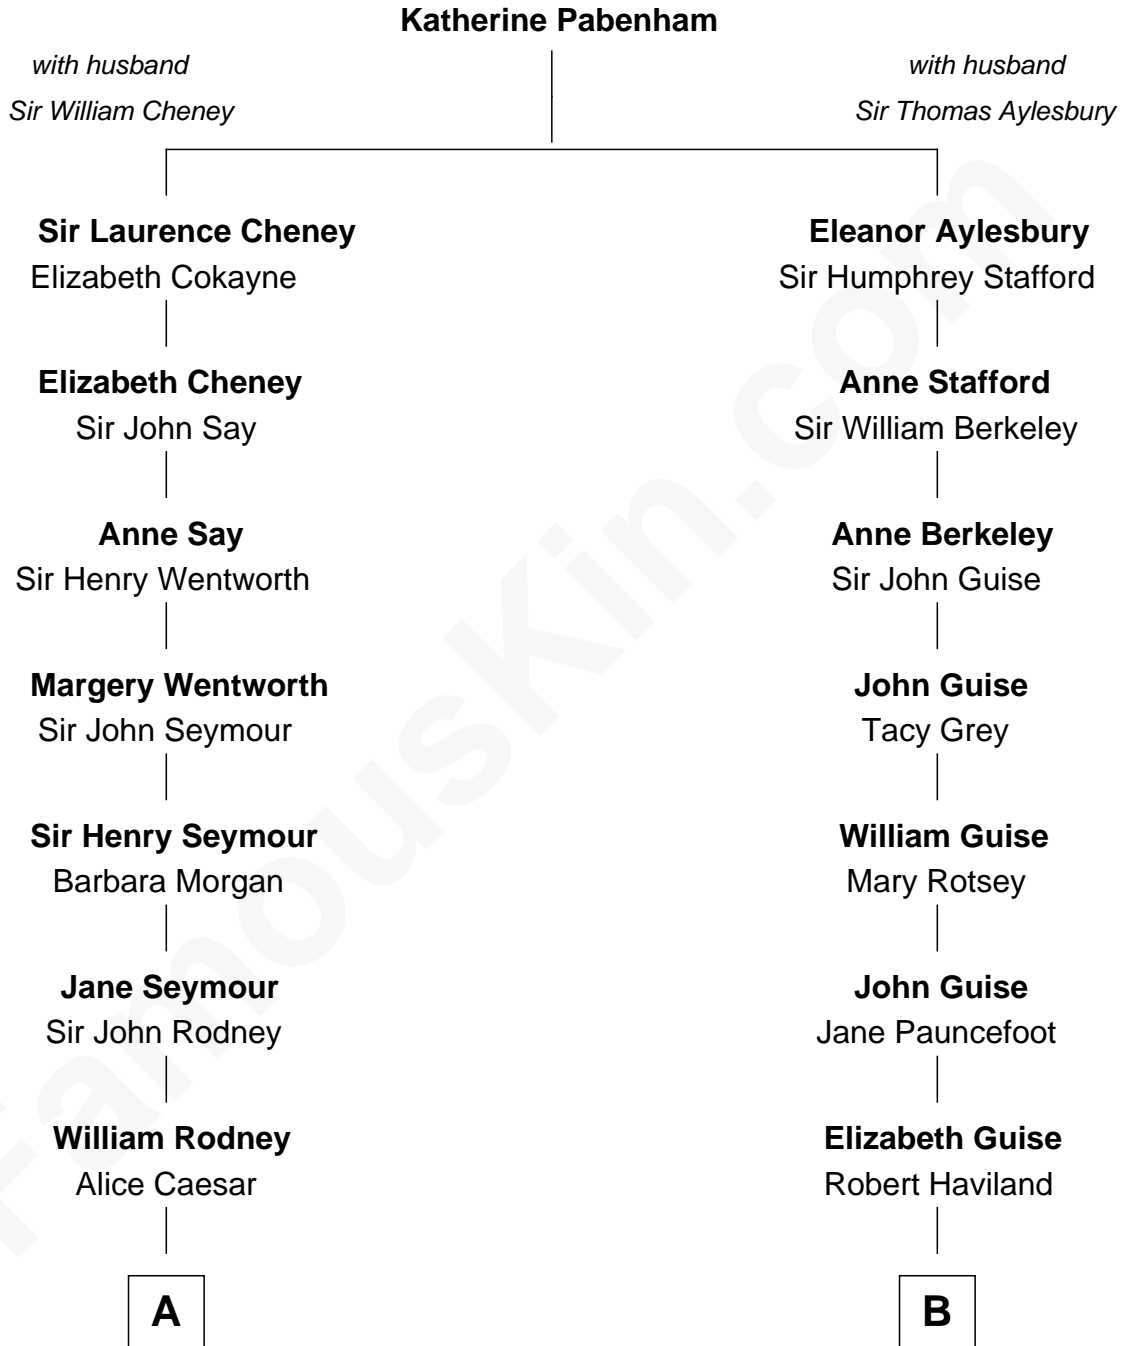 Katherine Pabenham
with husband
Sir William Cheney
with husband
Sir Thomas Aylesbury
Sir Laurence Cheney
Elizabeth Cokayne
Eleanor Aylesbury
Sir Humphrey Stafford
Elizabeth Cheney
Sir John Say
Anne Stafford
Sir William Berkeley
Anne Say
Sir Henry Wentworth
Anne Berkeley
Sir John Guise
Margery Wentworth
Sir John Seymour
John Guise
Tacy Grey
Sir Henry Seymour
Barbara Morgan
William Guise
Mary Rotsey
Jane Seymour
Sir John Rodney
John Guise
Jane Pauncefoot
William Rodney
Alice Caesar
Elizabeth Guise
Robert Haviland
A
B
FamousKin.com